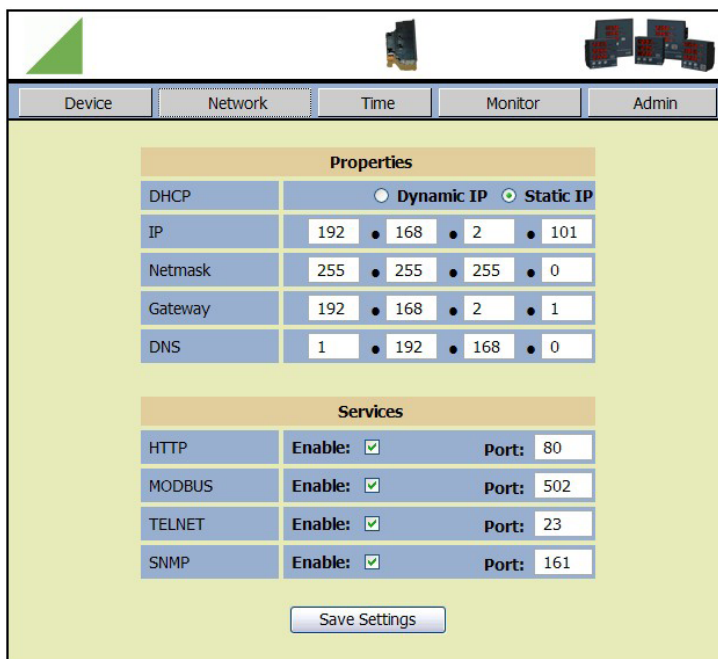 Device Network Time Monitor Admin
Properties
DHCP Dynamic IP Static IP
IP 192 • 168 • 2 • 101
Netmask 255 • 255 • 255 • 0
Gateway 192 • 168 • 2 • 1
DNS 1 • 192 • 168 • 0
Services
HTTP Enable: Port: 80
MODBUS Enable: Port: 502
TELNET Enable: Port: 23
SNMP Enable: Port: 161
Save Settings